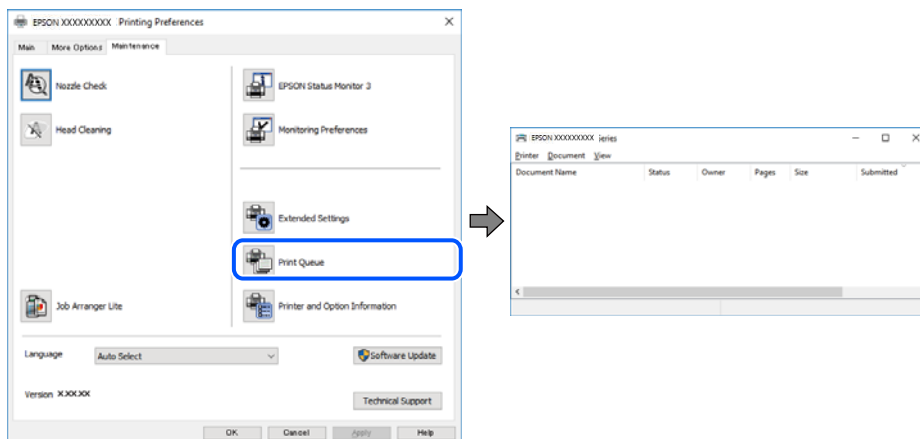 EPSON XXXXXXXXX Printing Preferences
Main More Options Maintenance
Nozzle Check
Head Cleaning
Job Arranger Lite
EPSON Status Monitor 3
Monitoring Preferences
Extended Settings
Print Queue
Printer and Option Information
Language Auto Select Software Update
Version X.XX.XX
Technical Support
OK Cancel Apply Help
EPSON XXXXXXXXX ieries
Printer Document View
Document Name Status Owner Pages Size Submitted